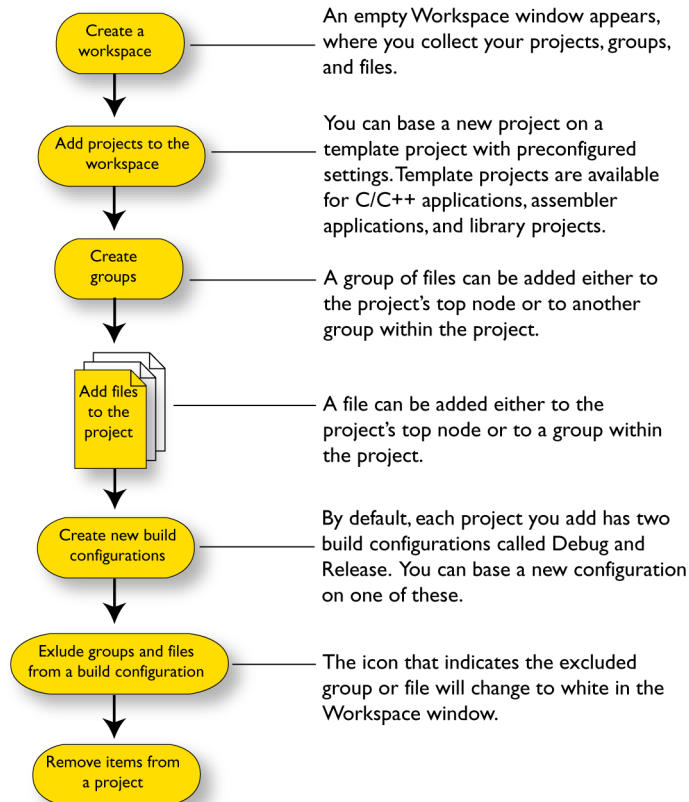 Create a
workspace
An empty Workspace window appears,
where you collect your projects, groups,
and files.
Add projects to the
workspace
You can base a new project on a
template project with preconfigured
settings. Template projects are available
for C/C++ applications, assembler
applications, and library projects.
Create
groups
A group of files can be added either to
the project's top node or to another
group within the project.
Add files
to the
project
A file can be added either to the
project's top node or to a group within
the project.
Create new build
configurations
By default, each project you add has two
build configurations called Debug and
Release. You can base a new configuration
on one of these.
Exlude groups and files
from a build configuration
The icon that indicates the excluded
group or file will change to white in the
Workspace window.
Remove items from
a project